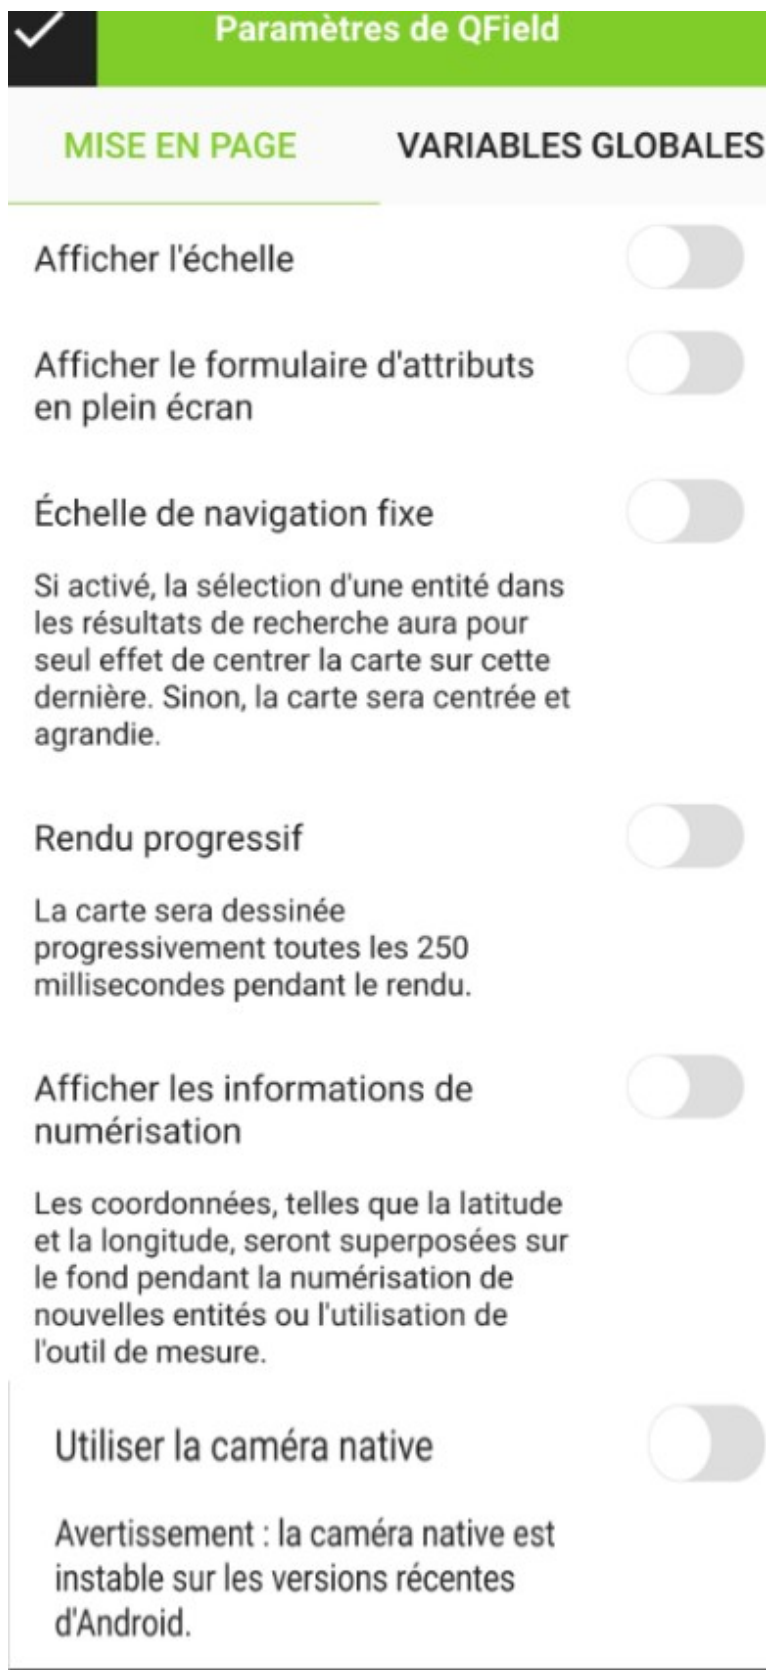 Paramètres de QField
MISE EN PAGE
VARIABLES GLOBALES
Afficher l'échelle
Afficher le formulaire d'attributs
en plein écran
Échelle de navigation fixe
Si activé, la sélection d'une entité dans
les résultats de recherche aura pour
seul effet de centrer la carte sur cette
dernière. Sinon, la carte sera centrée et
agrandie.
Rendu progressif
La carte sera dessinée
progressivement toutes les 250
millisecondes pendant le rendu.
Afficher les informations de
numérisation
Les coordonnées, telles que la latitude
et la longitude, seront superposées sur
le fond pendant la numérisation de
nouvelles entités ou l'utilisation de
l'outil de mesure.
Utiliser la caméra native
Avertissement : la caméra native est
instable sur les versions récentes
d'Android.